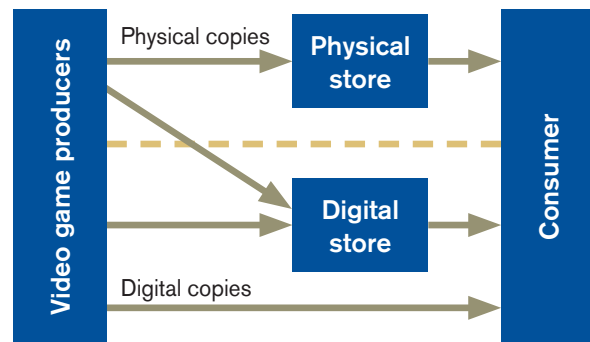 Video game producers
Physical copies
Physical
store
Digital
store
Digital copies
Consumer